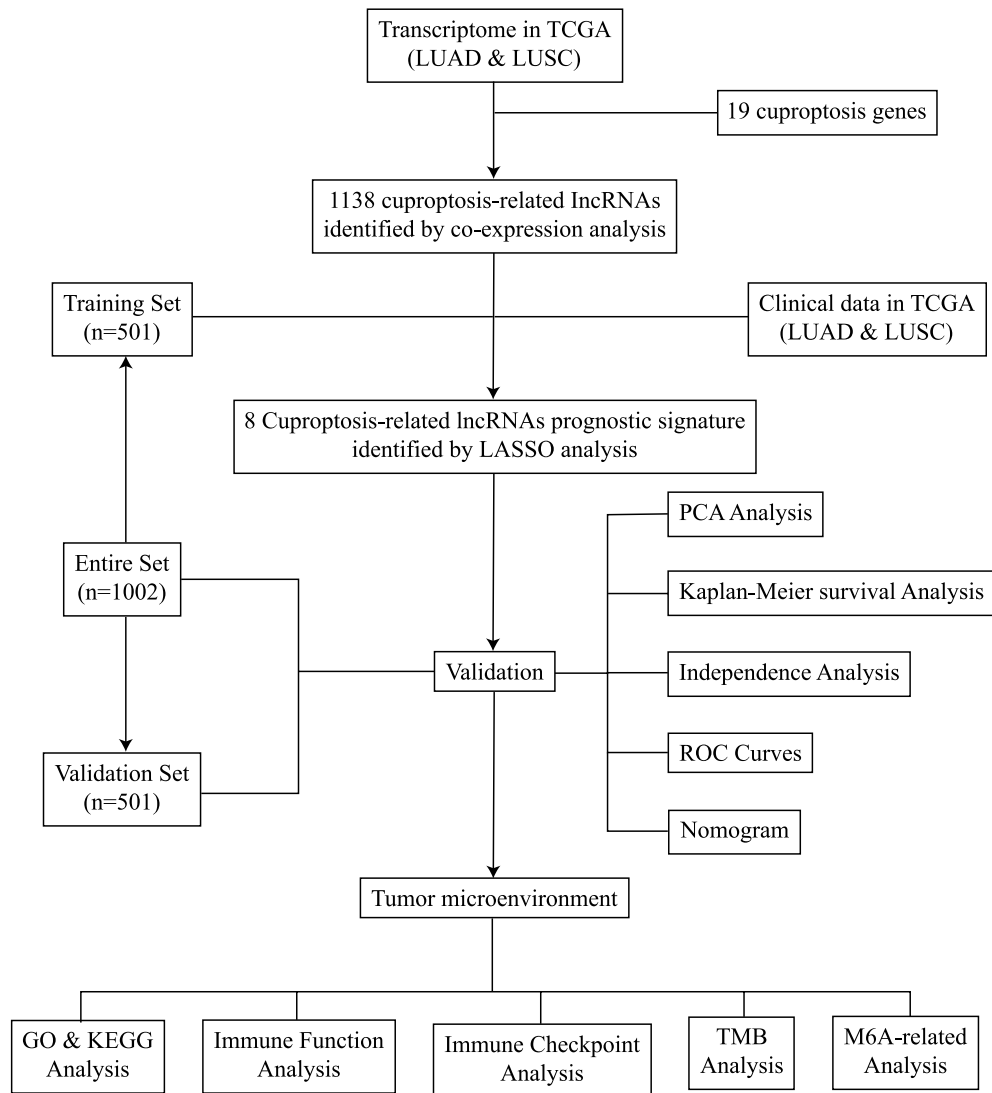 Transcriptome in TCGA
(LUAD & LUSC)
19 cuproptosis genes
1138 cuproptosis-related lncRNAs
identified by co-expression analysis
Training Set
(n=501)
Clinical data in TCGA
(LUAD & LUSC)
8 Cuproptosis-related lncRNAs prognostic signature
identified by LASSO analysis
PCA Analysis
Entire Set
(n=1002)
Kaplan-Meier survival Analysis
Validation
Independence Analysis
Validation Set
(n=501)
ROC Curves
Nomogram
Tumor microenvironment
GO & KEGG
Analysis
Immune Function
Analysis
Immune Checkpoint
Analysis
TMB
Analysis
M6A-related
Analysis